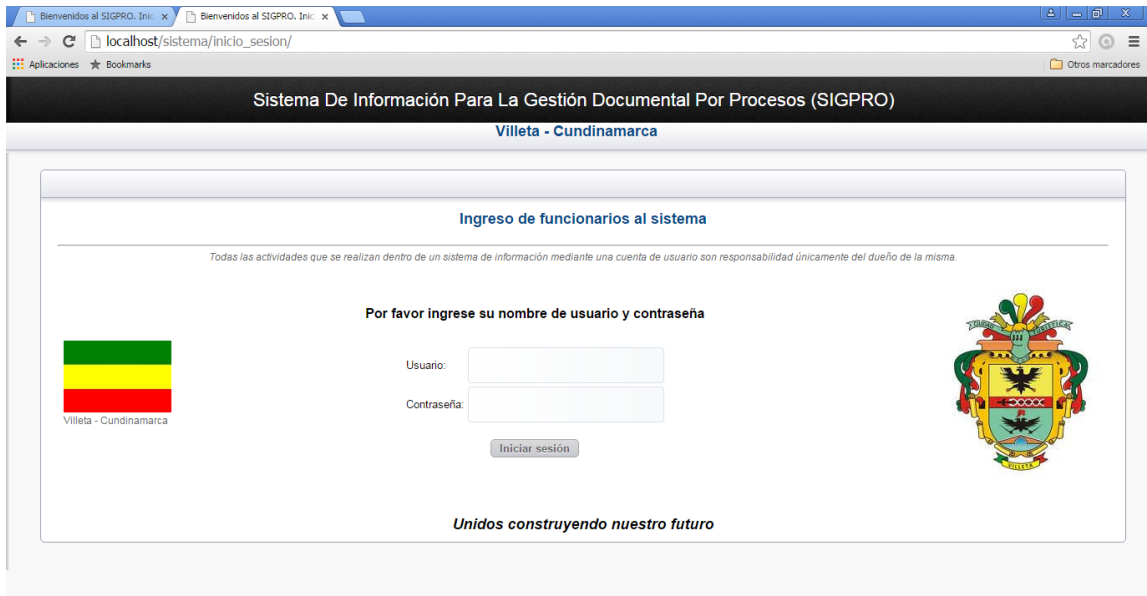 Bienvenidos al SIGPRO. Inic
Bienvenidos al SIGPRO. Inic
localhost/sistema/inicio_sesion/
Aplicaciones
Bookmarks
Otros marcadores
Sistema De Información Para La Gestión Documental Por Procesos (SIGPRO)
Villeta - Cundinamarca
Ingreso de funcionarios al sistema
Todas las actividades que se realizan dentro de un sistema de información mediante una cuenta de usuario son responsabilidad únicamente del dueño de la misma.
Por favor ingrese su nombre de usuario y contraseña
CIUDAD TURISTICA
Usuario:
Contraseña:
Villeta - Cundinamarca
Iniciar sesión
VILLETA
Unidos construyendo nuestro futuro